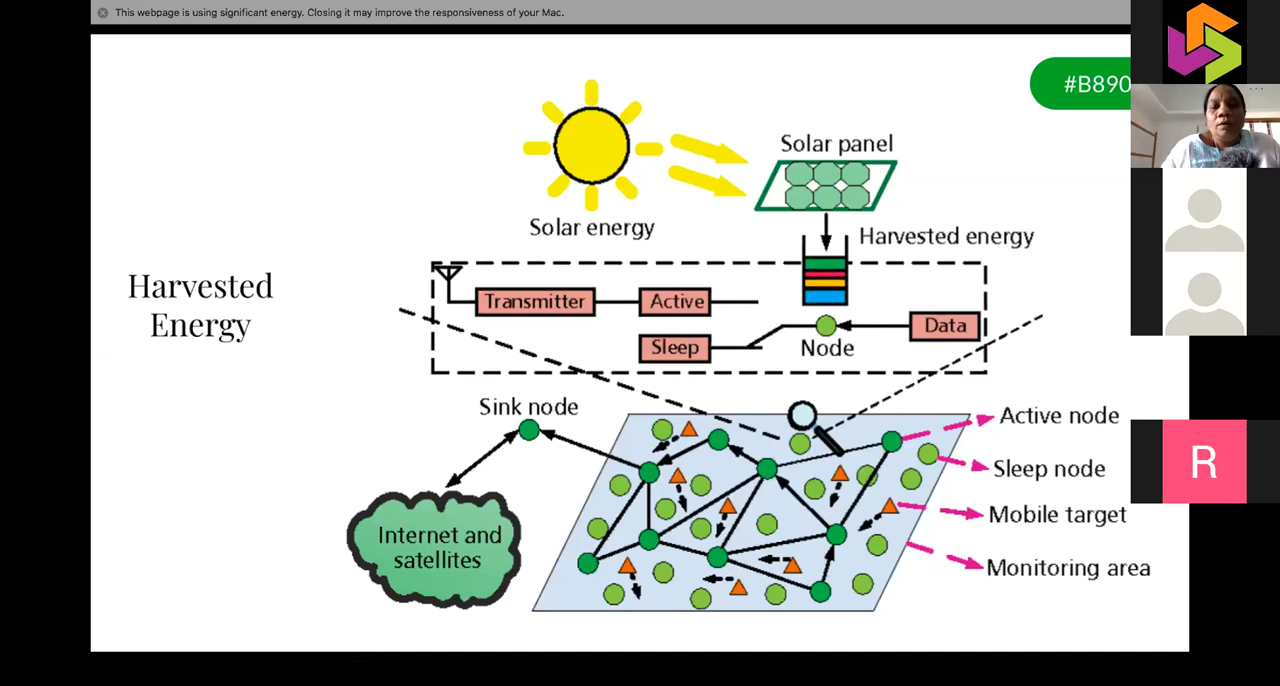 This webpage is using significant energy. Closing it may improve the responsiveness of your Mac.
#B890
Solar panel
Solar energy
Harvested energy
Harvested
Energy
Transmitter
Active
Data
Sleep
Node
Sink node
Active node
Sleep node
Mobile target
Monitoring area
Internet and
satellites
R